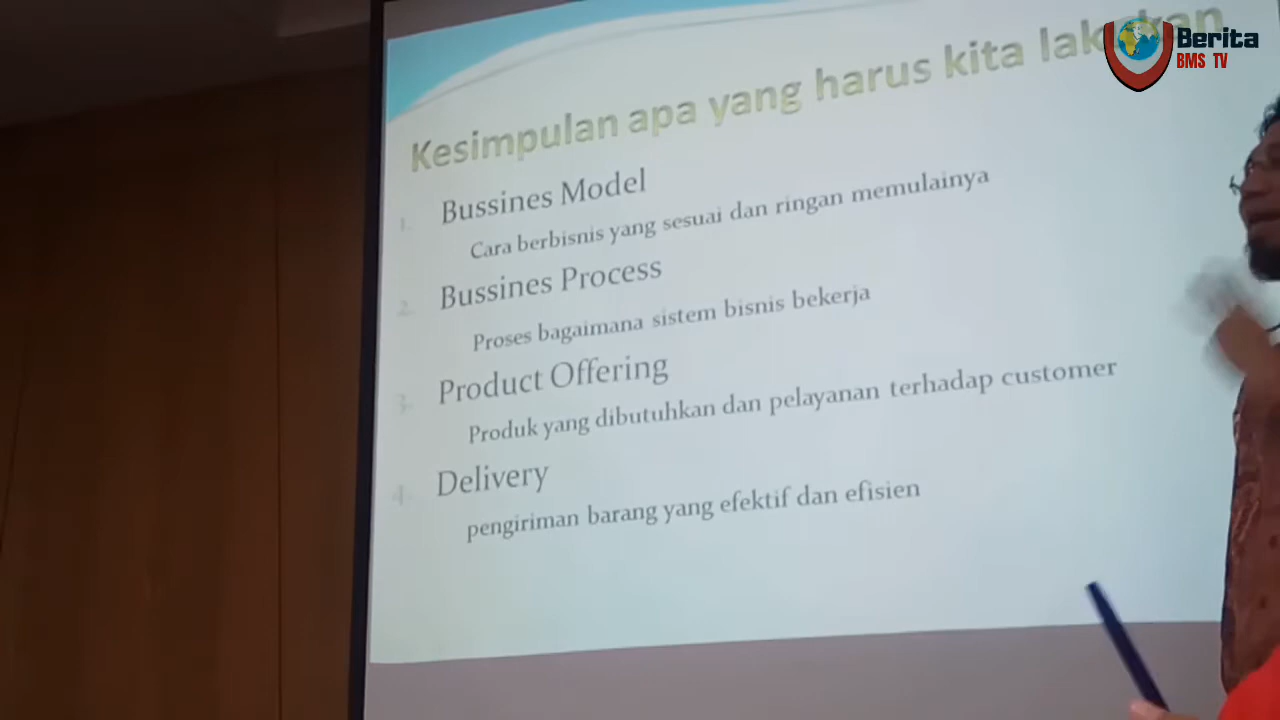 Kesimpulan apa yang harus kita lakukan
Berita
BMS TV
1. Bussines Model
Cara berbisnis yang sesuai dan ringan memulainya
2. Bussines Process
Proses bagaimana sistem bisnis bekerja
3. Product Offering
Produk yang dibutuhkan dan pelayanan terhadap customer
4. Delivery
pengiriman barang yang efektif dan efisien